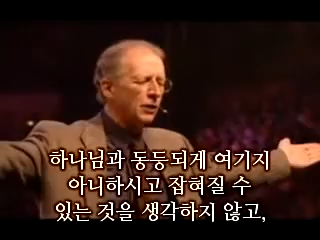 하나님과 동등되게 여기지
아니하시고 잡혀질 수
있는 것을 생각하지 않고,